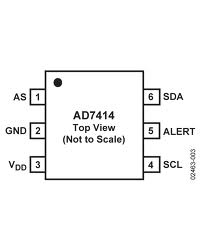 AD7414
Top View
(Not to Scale)
AS 1
GND 2
VDD 3
6 SDA
5 ALERT
4 SCL
02463-003